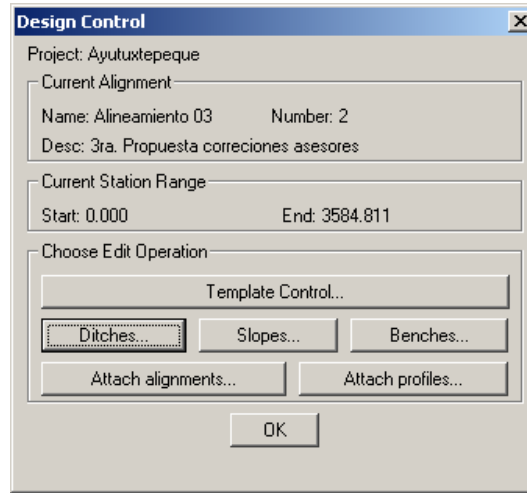 Design Control
Project: Ayutuxtepeque
Current Alignment
Name: Alineamiento 03 Number: 2
Desc: 3ra. Propuesta correciones asesores
Current Station Range
Start: 0.000 End: 3584.811
Choose Edit Operation
Template Control...
Ditches... Slopes... Benches...
Attach alignments... Attach profiles...
OK